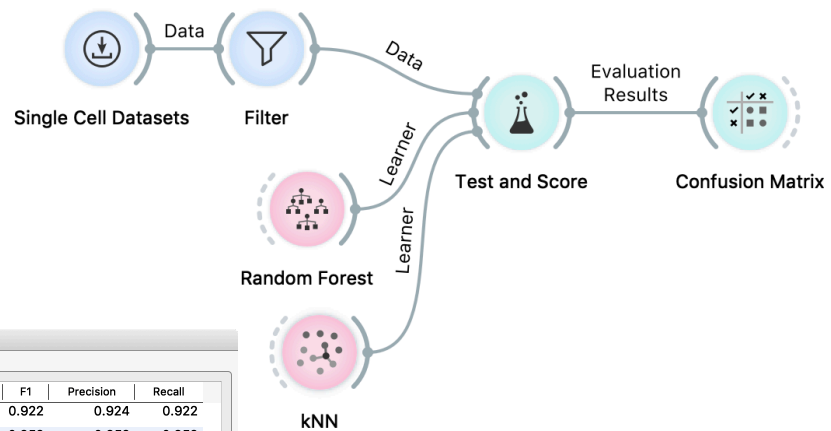 Data
Data
Single Cell Datasets
Filter
Evaluation
Results
Learner
Test and Score
Confusion Matrix
Random Forest
Learner
kNN
F1 Precision Recall
0.922 0.924 0.922